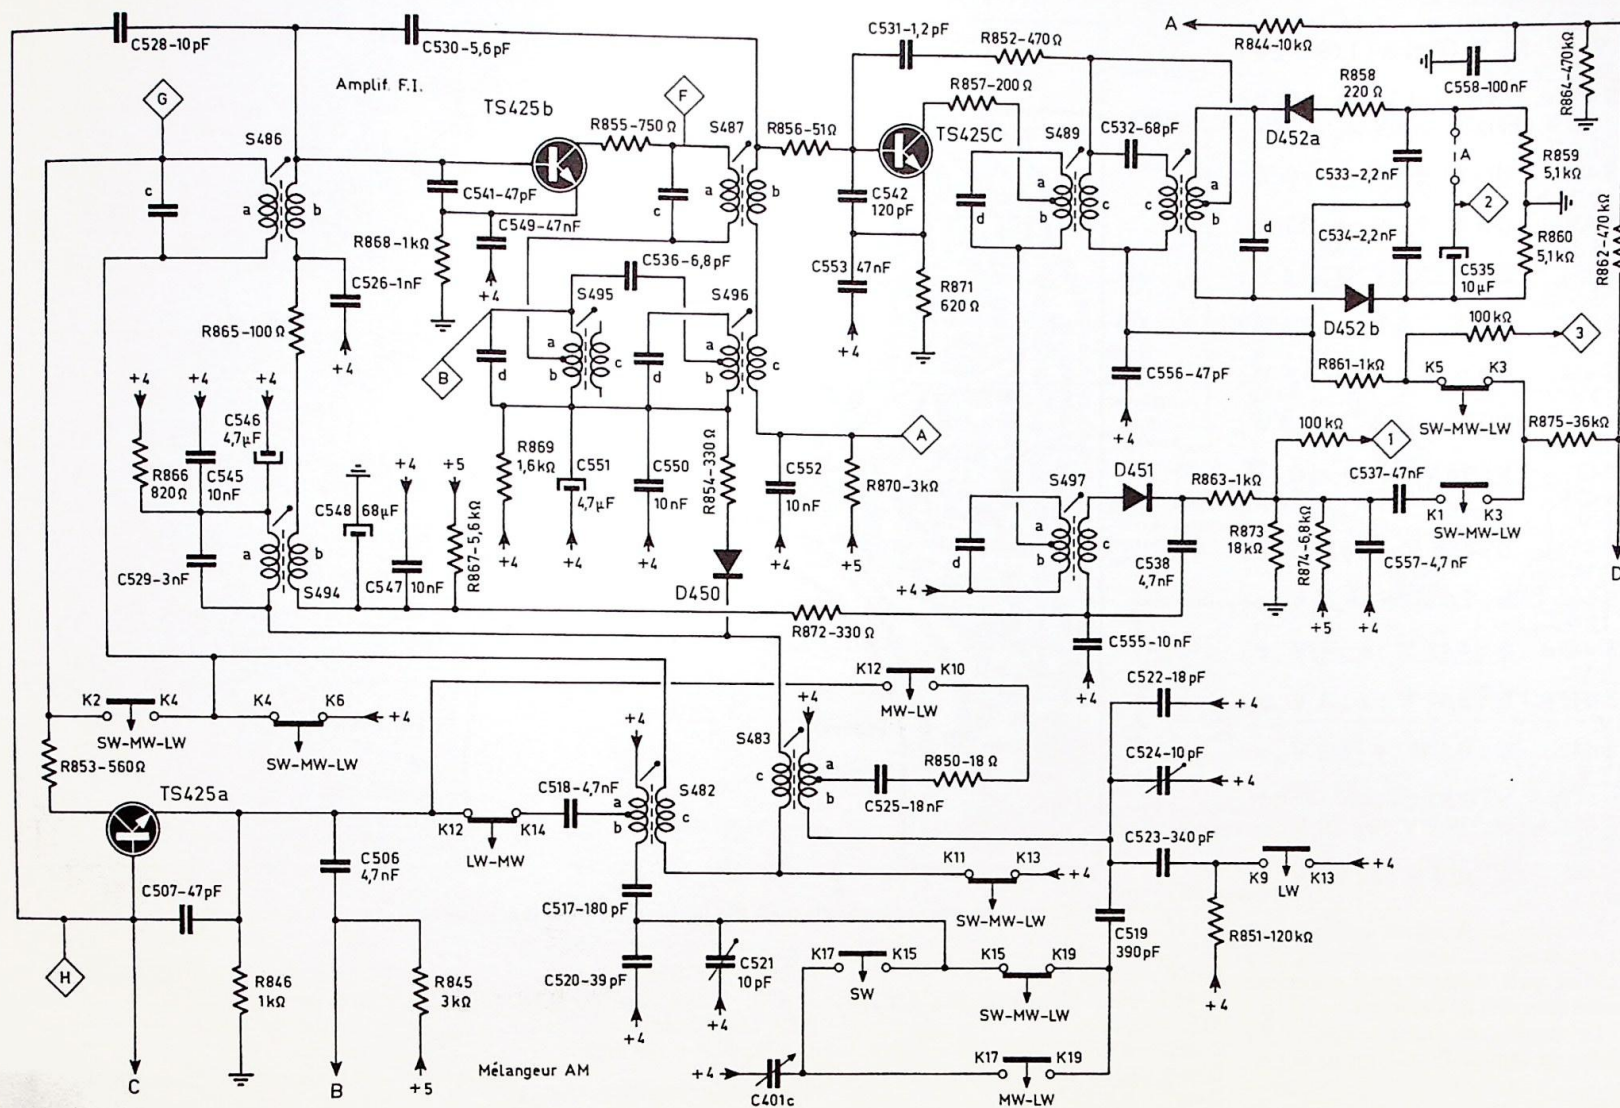 C528-10pF
C530-5,6pF
C531-1,2pF
R852-470Ω
A
R844-10kΩ
C558-100nF
R864-470kΩ
Amplif. F.I.
G
S486
a
b
c
TS425b
R855-750Ω
F
S487
a
b
c
R856-51Ω
R857-200Ω
TS425C
S489
a
b
c
d
C532-68pF
a
b
c
d
D452a
R858
220Ω
A
C533-2,2nF
R859
5,1kΩ
2
C541-47pF
C549-47nF
R868-1kΩ
+4
C542
120pF
C553
47nF
+4
R871
620Ω
C534-2,2nF
C535
10µF
R860
5,1kΩ
R862-470kΩ
D452b
C526-1nF
+4
R865-100Ω
C536-6,8pF
S495
a
b
c
d
B
S496
a
b
c
d
100kΩ
3
R861-1kΩ
K5
K3
SW-MW-LW
C556-47pF
+4
+4
+4
+4
C546
4,7µF
R866
820Ω
C545
10nF
C548
68µF
+4
C547
10nF
+5
R867-5,6kΩ
R869
1,6kΩ
+4
C551
4,7µF
+4
C550
10nF
+4
R854-330Ω
D450
A
C552
10nF
+4
R870-3kΩ
+5
100kΩ
1
R875-36kΩ
S497
a
b
c
d
+4
D451
R863-1kΩ
C537-47nF
K1
K3
SW-MW-LW
R873
18kΩ
R874-6,8kΩ
+5
C557-4,7nF
+4
C538
4,7nF
D
C529-3nF
a
b
S494
R872-330Ω
C555-10nF
+4
K2
K4
SW-MW-LW
K4
K6
+4
SW-MW-LW
K12
K10
MW-LW
C522-18pF
+4
R853-560Ω
TS425a
+4
a
b
c
S482
C518-4,7nF
K12
K14
LW-MW
+4
S483
a
b
c
R850-18Ω
C525-18nF
C524-10pF
+4
C523-340pF
K9
K13
+4
LW
C507-47pF
C506
4,7nF
C517-180pF
K11
K13
+4
SW-MW-LW
C519
390pF
R851-120kΩ
+4
H
R846
1kΩ
R845
3kΩ
C520-39pF
+4
C521
10pF
+4
K17
K15
SW
K15
K19
SW-MW-LW
C
B
+5
Mélangeur AM
+4
C401c
K17
K19
MW-LW